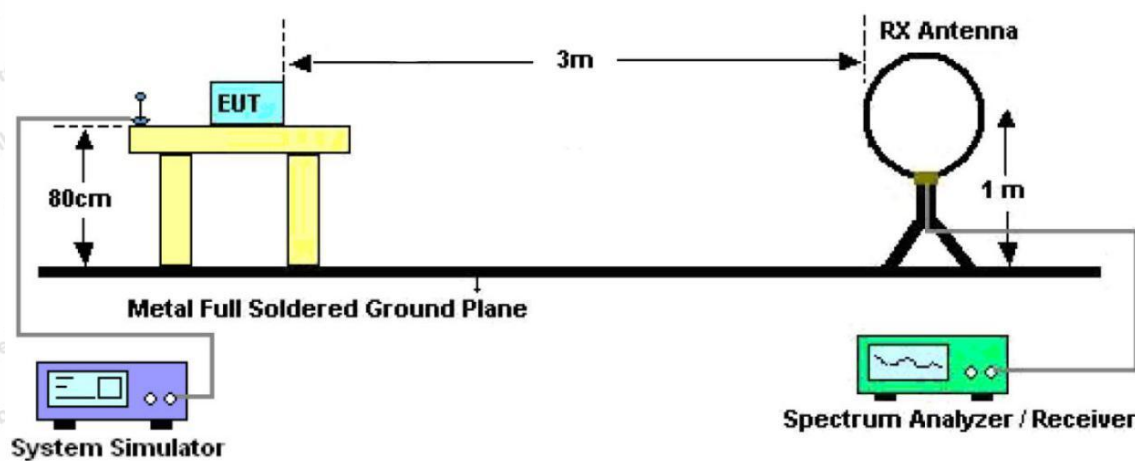 RX Antenna
3m
EUT
80cm
1 m
Metal Full Soldered Ground Plane
System Simulator
Spectrum Analyzer / Receiver